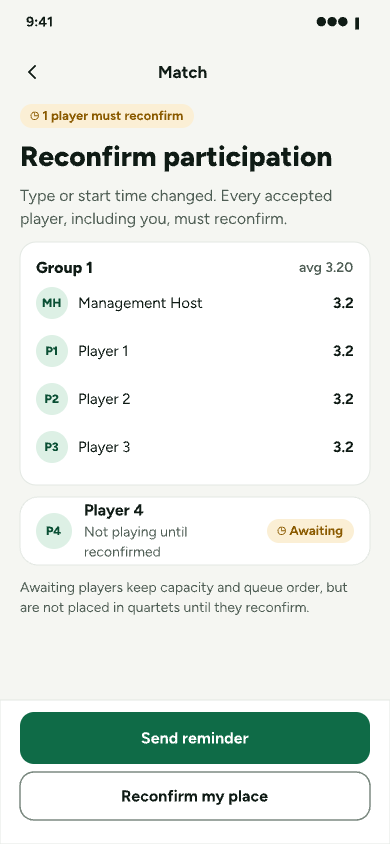 9:41
Match
1 player must reconfirm
Reconfirm participation
Type or start time changed. Every accepted
player, including you, must reconfirm.
Group 1 avg 3.20
MH Management Host 3.2
P1 Player 1 3.2
P2 Player 2 3.2
P3 Player 3 3.2
Player 4
P4 Not playing until Awaiting
reconfirmed
Awaiting players keep capacity and queue order, but
are not placed in quartets until they reconfirm.
Send reminder
Reconfirm my place